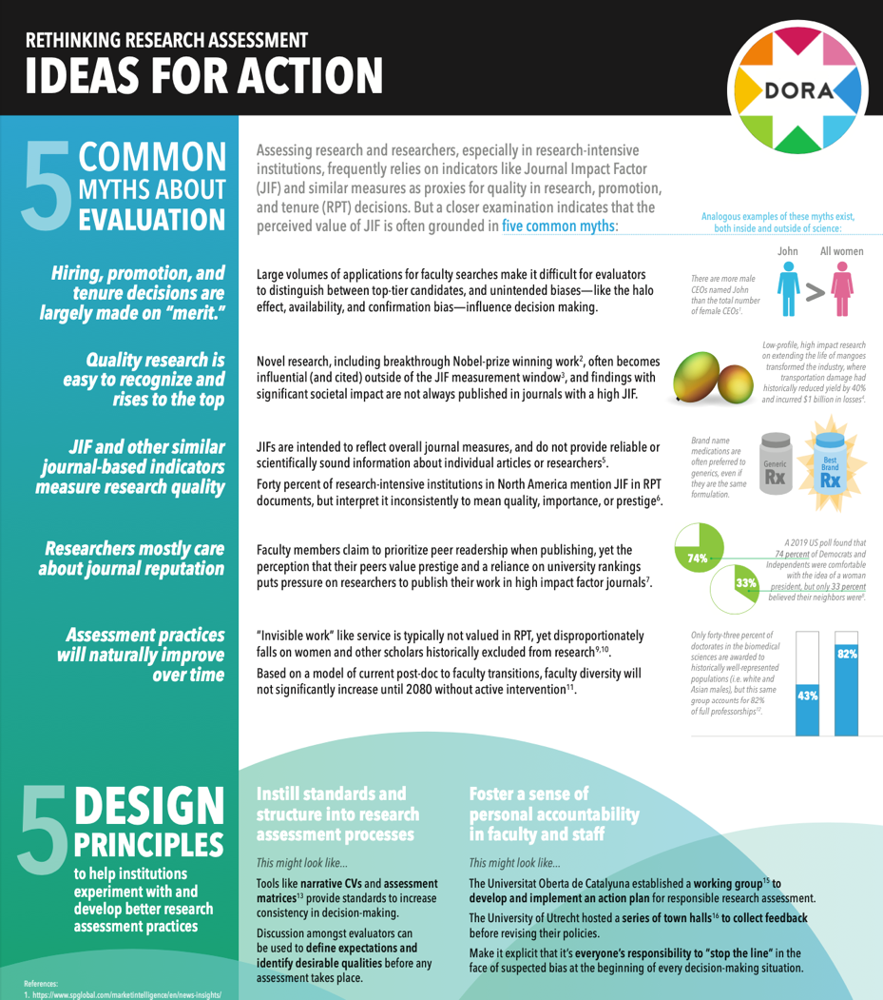 RETHINKING RESEARCH ASSESSMENT
IDEAS FOR ACTION
DORA
5 COMMON
MYTHS ABOUT
EVALUATION
Assessing research and researchers, especially in research-intensive
institutions, frequently relies on indicators like Journal Impact Factor
(JIF) and similar measures as proxies for quality in research, promotion,
and tenure (RPT) decisions. But a closer examination indicates that the
perceived value of JIF is often grounded in five common myths:
Analogous examples of these myths exist,
both inside and outside of science:
Hiring, promotion, and
tenure decisions are
largely made on “merit.”
Large volumes of applications for faculty searches make it difficult for evaluators
to distinguish between top-tier candidates, and unintended biases—like the halo
effect, availability, and confirmation bias—influence decision making.
There are more male
CEOs named John
than the total number
of female CEOs¹.
John
All women
>
Quality research is
easy to recognize and
rises to the top
Novel research, including breakthrough Nobel-prize winning work², often becomes
influential (and cited) outside of the JIF measurement window³, and findings with
significant societal impact are not always published in journals with a high JIF.
Low-profile, high impact research
on extending the life of mangoes
transformed the industry, where
transportation damage had
historically reduced yield by 40%
and incurred $1 billion in losses⁴.
JIF and other similar
journal-based indicators
measure research quality
JIFs are intended to reflect overall journal measures, and do not provide reliable or
scientifically sound information about individual articles or researchers⁵.
Forty percent of research-intensive institutions in North America mention JIF in RPT
documents, but interpret it inconsistently to mean quality, importance, or prestige⁶.
Brand name
medications are
often preferred to
generics, even if
they are the same
formulation.
Generic
Rx
Best
Brand
Rx
Researchers mostly care
about journal reputation
Faculty members claim to prioritize peer readership when publishing, yet the
perception that their peers value prestige and a reliance on university rankings
puts pressure on researchers to publish their work in high impact factor journals⁷.
74%
33%
A 2019 US poll found that
74 percent of Democrats and
Independents were comfortable
with the idea of a woman
president, but only 33 percent
believed their neighbors were⁸.
Assessment practices
will naturally improve
over time
“Invisible work” like service is typically not valued in RPT, yet disproportionately
falls on women and other scholars historically excluded from research⁹,¹⁰.
Based on a model of current post-doc to faculty transitions, faculty diversity will
not significantly increase until 2080 without active intervention¹¹.
Only forty-three percent of
doctorates in the biomedical
sciences are awarded to
historically well-represented
populations (i.e. white and
Asian males), but this same
group accounts for 82%
of full professorships¹².
43%
82%
5 DESIGN
PRINCIPLES
to help institutions
experiment with and
develop better research
assessment practices
Instill standards and
structure into research
assessment processes
This might look like...
Tools like narrative CVs and assessment
matrices¹³ provide standards to increase
consistency in decision-making.
Discussion amongst evaluators can
be used to define expectations and
identify desirable qualities before any
assessment takes place.
Foster a sense of
personal accountability
in faculty and staff
This might look like...
The Universitat Oberta de Catalyuna established a working group¹⁵ to
develop and implement an action plan for responsible research assessment.
The University of Utrecht hosted a series of town halls¹⁶ to collect feedback
before revising their policies.
Make it explicit that it’s everyone’s responsibility to “stop the line” in the
face of suspected bias at the beginning of every decision-making situation.
References:
1. https://www.spglobal.com/marketintelligence/en/news-insights/